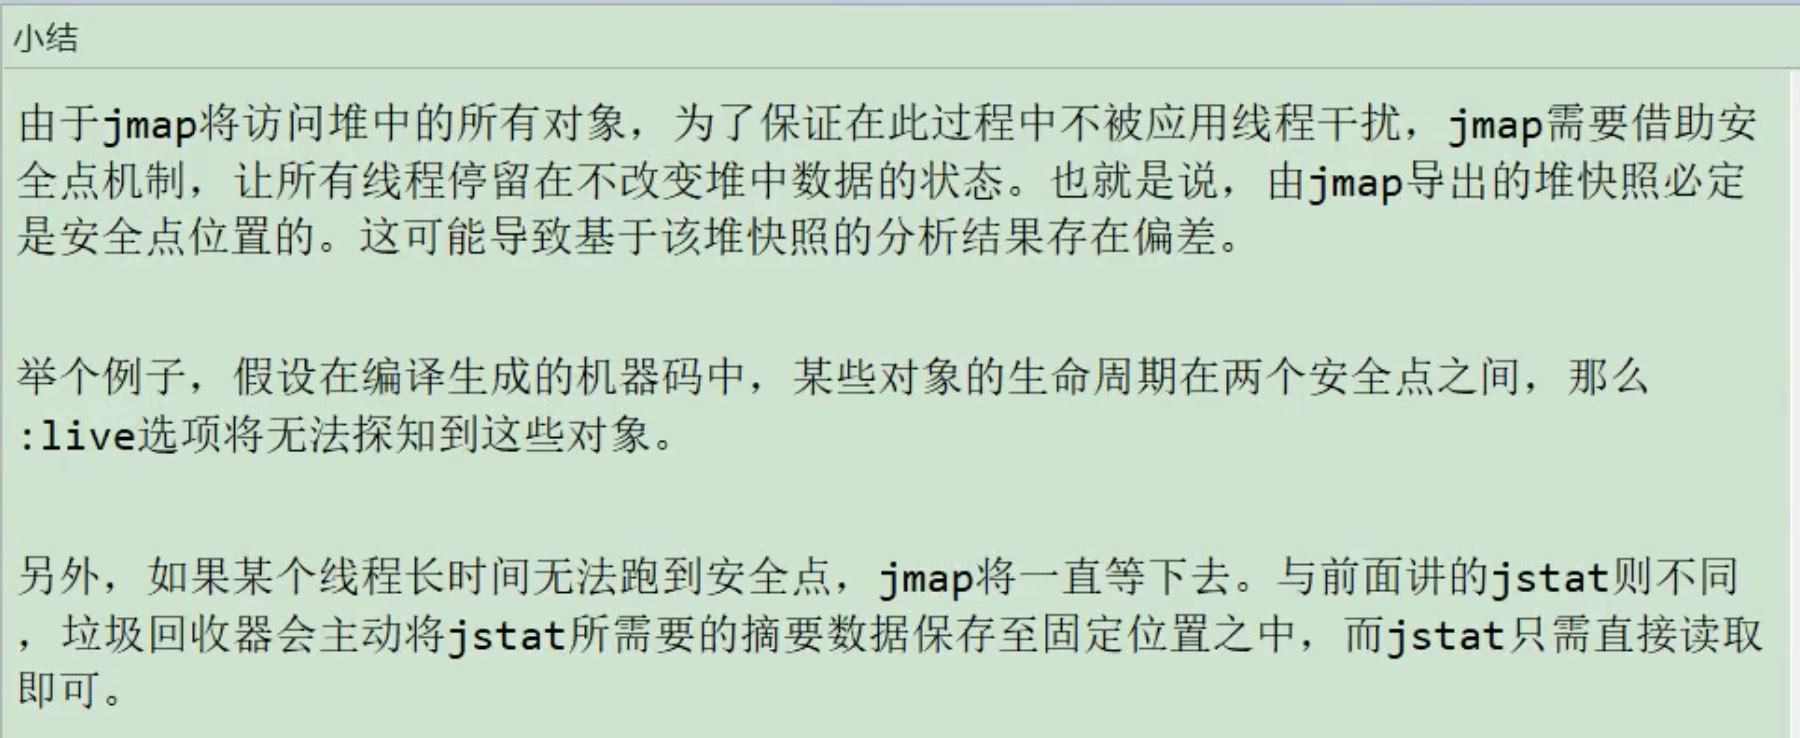 小结
由于jmap将访问堆中的所有对象，为了保证在此过程中不被应用线程干扰，jmap需要借助安
全点机制，让所有线程停留在不改变堆中数据的状态。也就是说，由jmap导出的堆快照必定
是安全点位置的。这可能导致基于该堆快照的分析结果存在偏差。
举个例子，假设在编译生成的机器码中，某些对象的生命周期在两个安全点之间，那么
:live选项将无法探知到这些对象。
另外，如果某个线程长时间无法跑到安全点，jmap将一直等下去。与前面讲的jstat则不同
，垃圾回收器会主动将jstat所需要的摘要数据保存至固定位置之中，而jstat只需直接读取
即可。